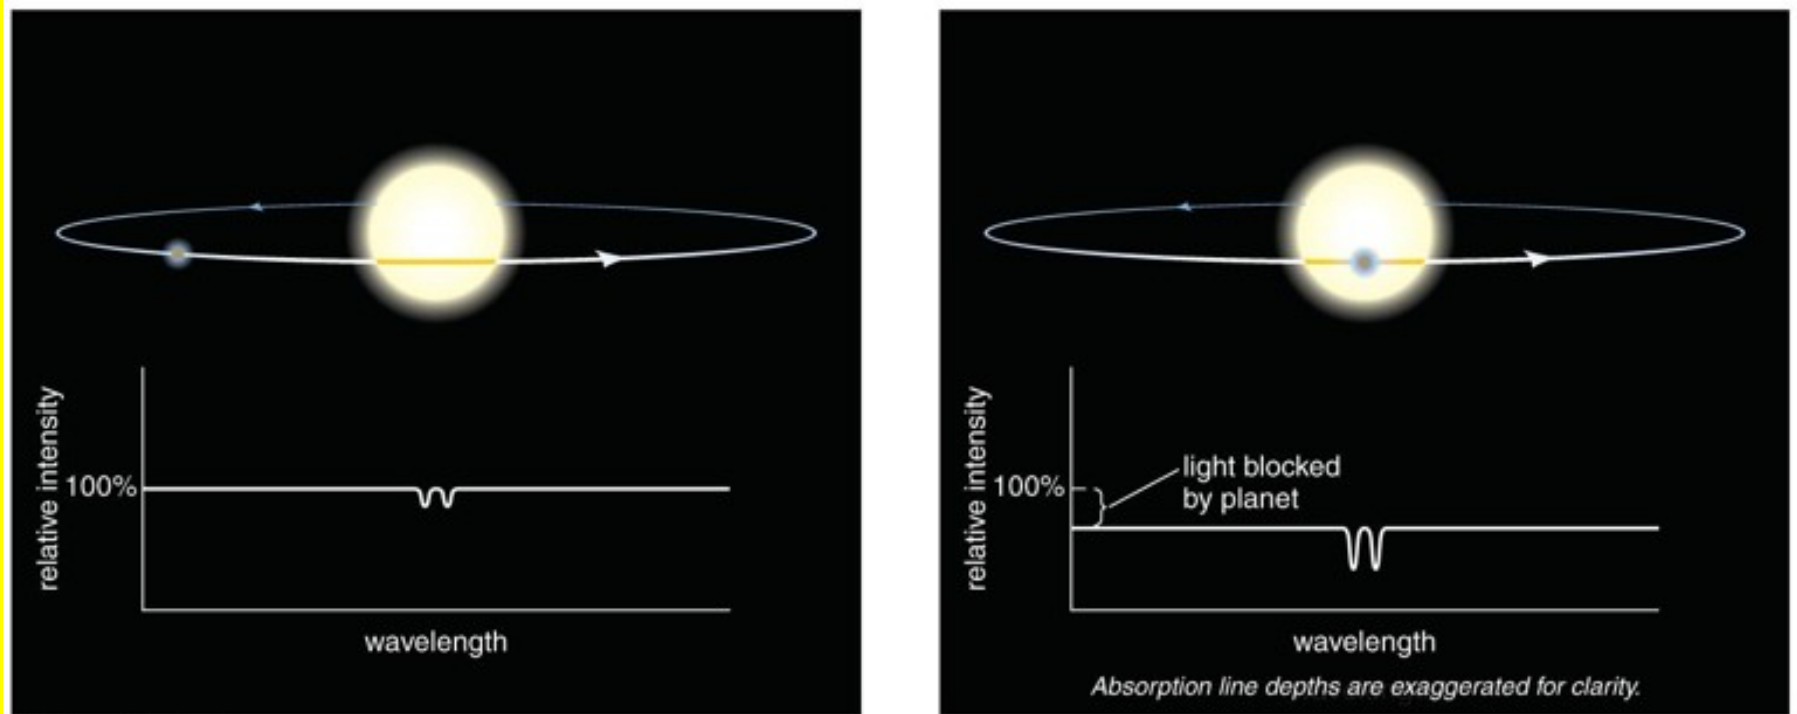 relative intensity
100%
wavelength
relative intensity
100%
light blocked
by planet
wavelength
Absorption line depths are exaggerated for clarity.